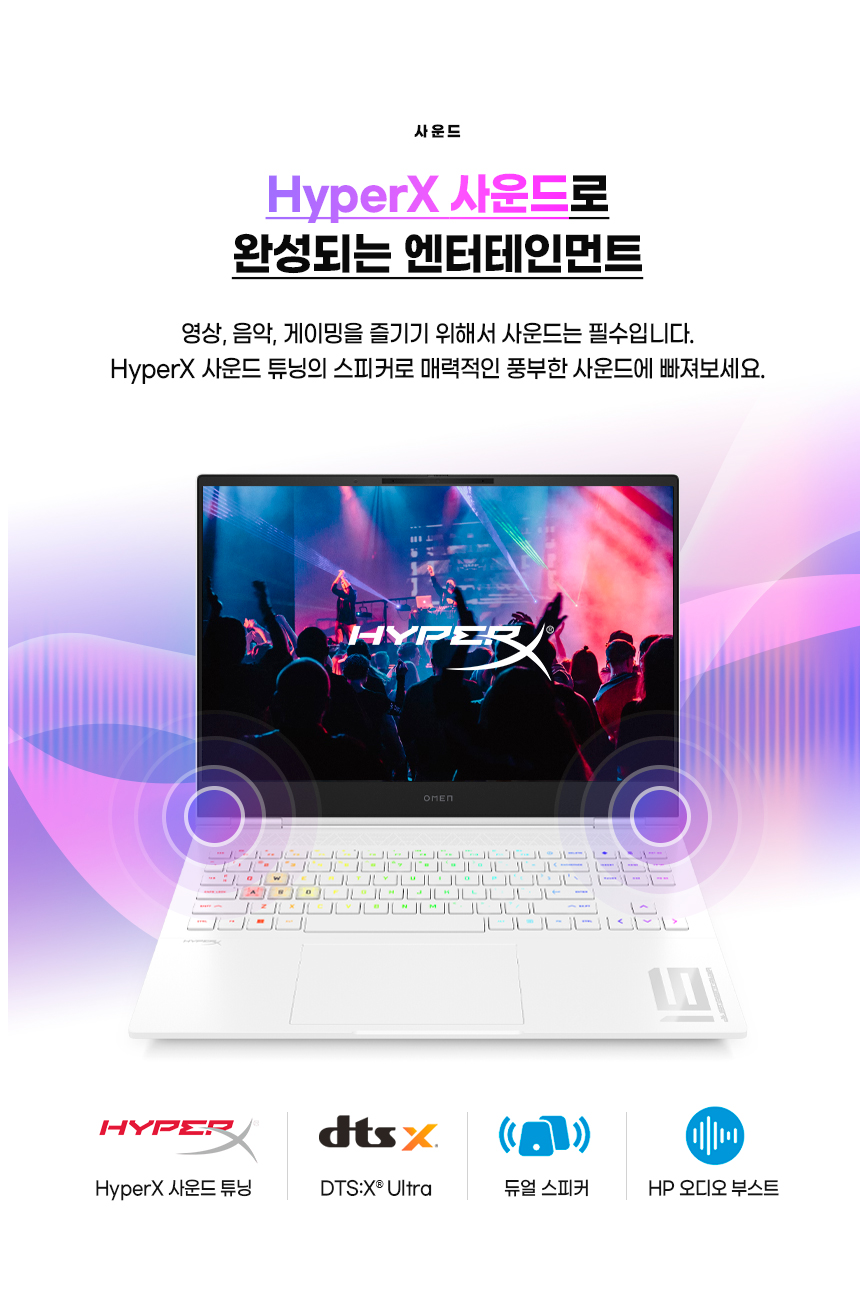 사운드
HyperX 사운드로
완성되는 엔터테인먼트
영상, 음악, 게이밍을 즐기기 위해서 사운드는 필수입니다.
HyperX 사운드 튜닝의 스피커로 매력적인 풍부한 사운드에 빠져보세요.
HYPERX®
OMEN
HYPERX
HYPERX®
dts x.
HyperX 사운드 튜닝
DTS:X® Ultra
듀얼 스피커
HP 오디오 부스트